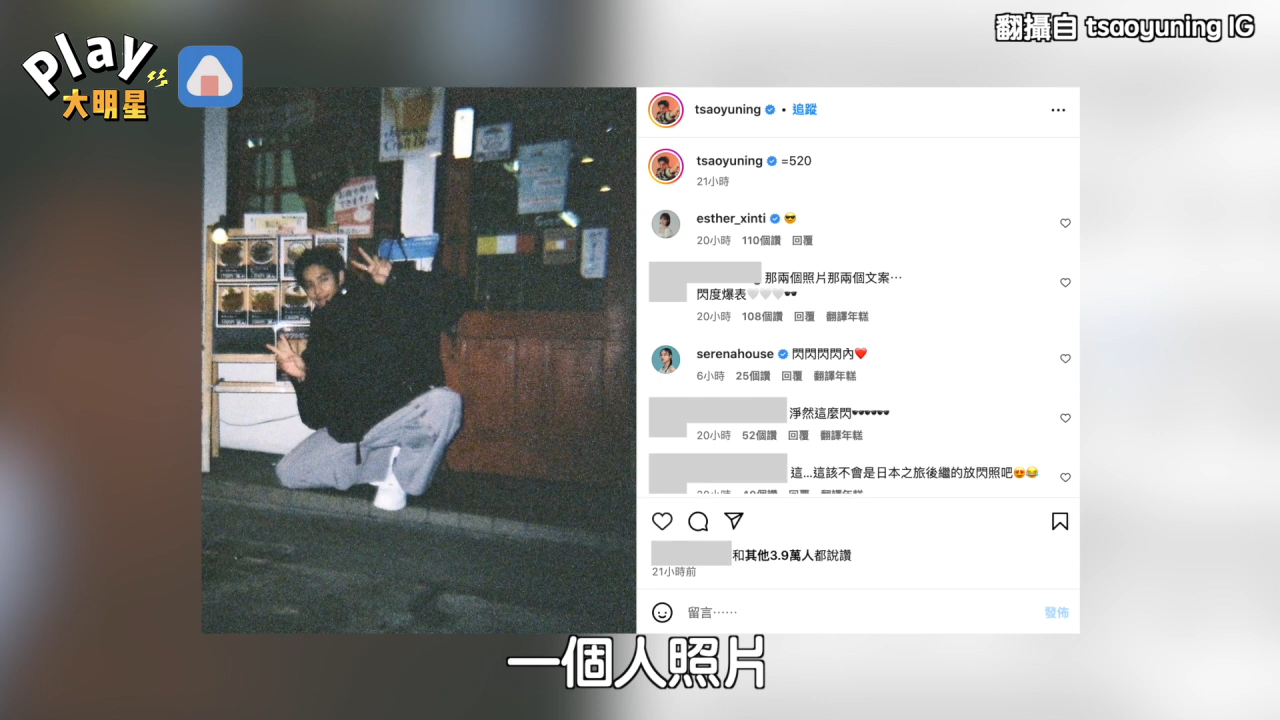 Play
大明星
翻攝自 tsaoyuning IG
Craft Beer
tsaoyuning • 追蹤
tsaoyuning =520
21小時
esther_xinti 😎
20小時 110個讚 回覆
那兩個照片那兩個文案⋯
閃度爆表🤍🤍🤍🕶
20小時 108個讚 回覆 翻譯年糕
serenahouse 閃閃閃閃內❤️
6小時 25個讚 回覆 翻譯年糕
淨然這麼閃🕶🕶🕶
20小時 52個讚 回覆 翻譯年糕
這...這該不會是日本之旅後繼的放閃照吧😍😂
和其他3.9萬人都說讚
21小時前
留言⋯⋯
發佈
一個人照片